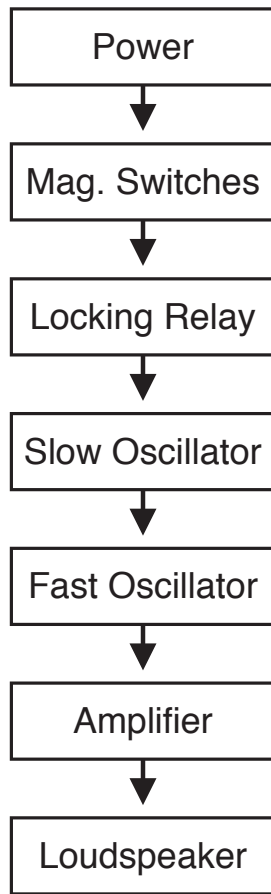 Power
Mag. Switches
Locking Relay
Slow Oscillator
Fast Oscillator
Amplifier
Loudspeaker